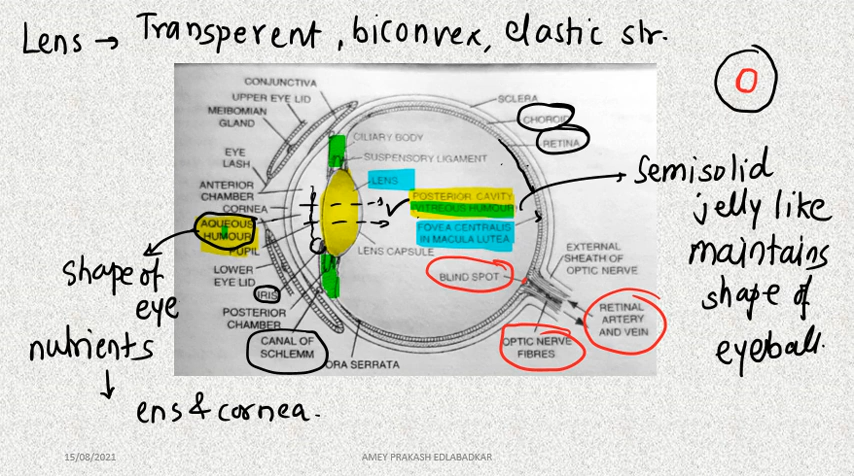 Lens → Transperent, biconvex, elastic str.
O
CONJUNCTIVA
UPPER EYE LID
MEIBOMIAN
GLAND
EYE
LASH
ANTERIOR
CHAMBER
CORNEA
AQUEOUS
HUMOUR
PUPIL
LOWER
EYE LID
IRIS
POSTERIOR
CHAMBER
CANAL OF
SCHLEMM
ORA SERRATA
SCLERA
CHOROID
RETINA
CILIARY BODY
SUSPENSORY LIGAMENT
LENS
POSTERIOR CAVITY
VITREOUS HUMOUR
FOVEA CENTRALIS
IN MACULA LUTEA
LENS CAPSULE
BLIND SPOT
EXTERNAL
SHEATH OF
OPTIC NERVE
RETINAL
ARTERY
AND VEIN
OPTIC NERVE
FIBRES
Semisolid
jelly like
maintains
shape of
eyeball.
shape of
eye
nutrients
↓
ens & cornea.
15/08/2021
AMEY PRAKASH EDLABADKAR